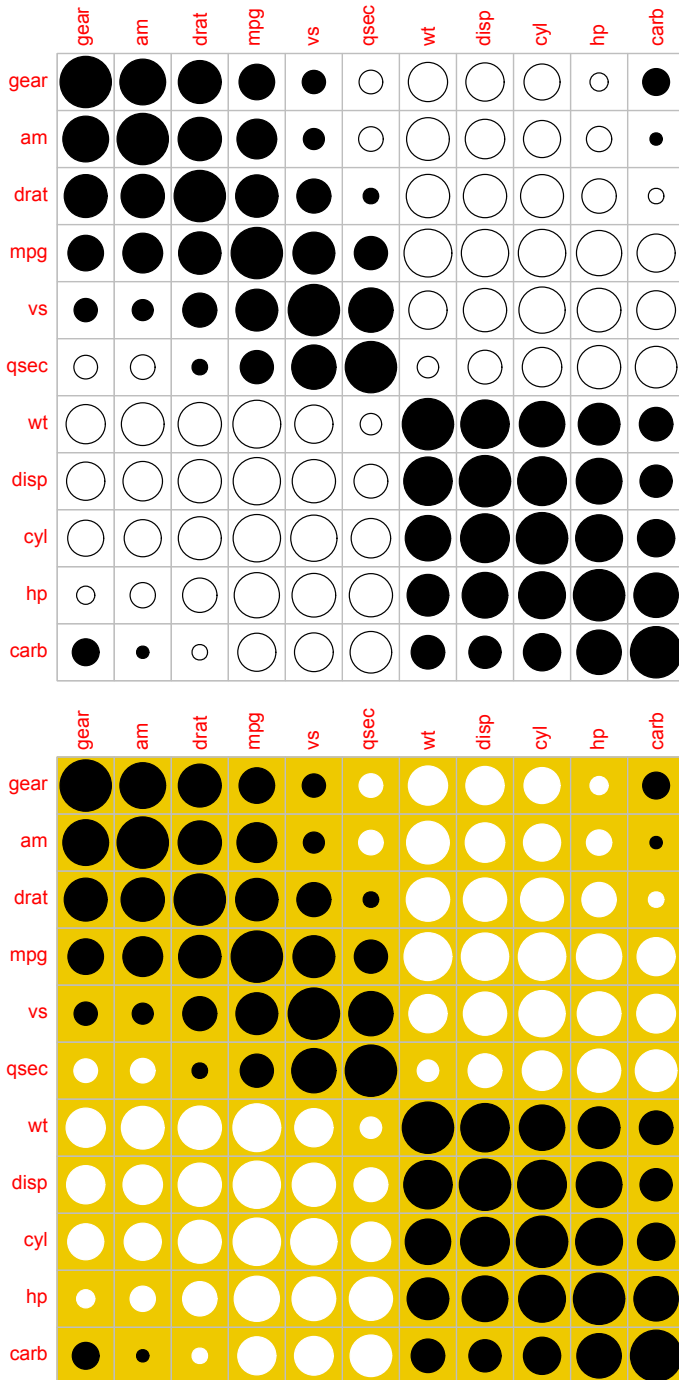 gear am drat mpg vs qsec wt disp cyl hp carb
gear
am
drat
mpg
vs
qsec
wt
disp
cyl
hp
carb
gear am drat mpg vs qsec wt disp cyl hp carb
gear
am
drat
mpg
vs
qsec
wt
disp
cyl
hp
carb